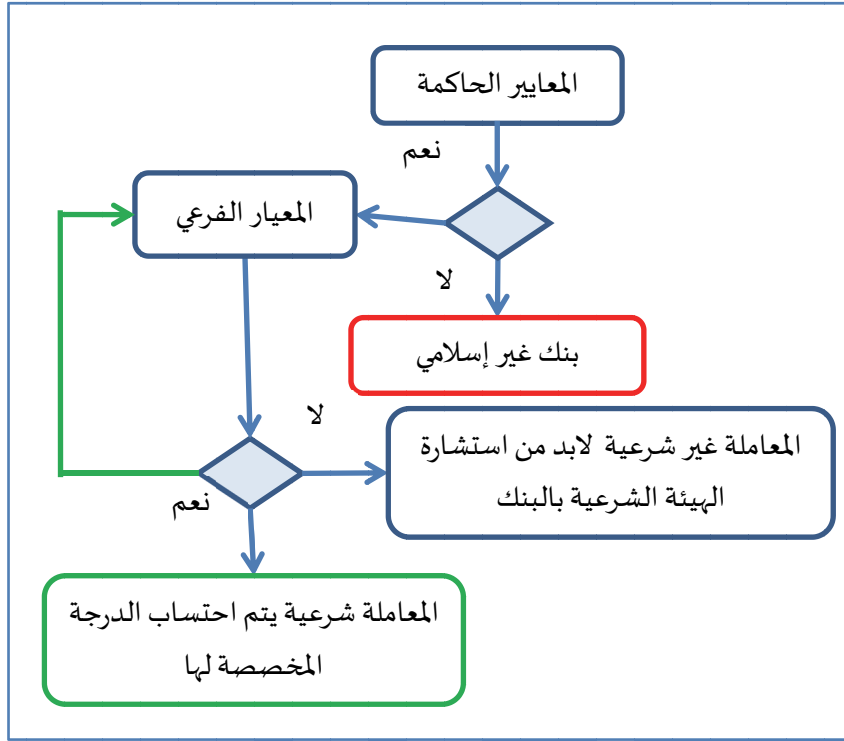 المعايير الحاكمة
نعم
المعيار الفرعي
لا
بنك غير إسلامي
لا
المعاملة غير شرعية لابد من استشارة
الهيئة الشرعية بالبنك
نعم
المعاملة شرعية يتم احتساب الدرجة
المخصصة لها